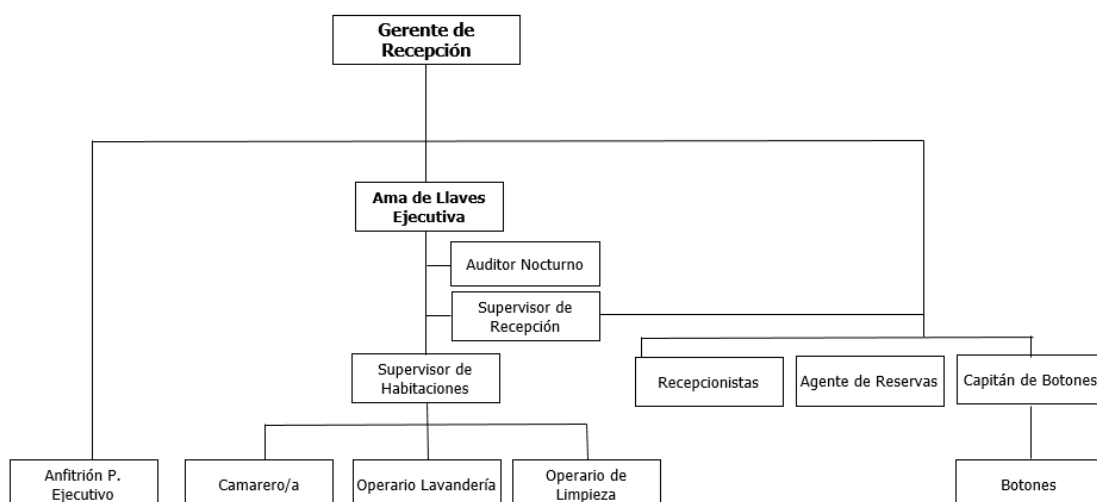 Gerente de
Recepción
Ama de Llaves
Ejecutiva
Auditor Nocturno
Supervisor de
Recepción
Supervisor de
Habitaciones
Recepcionistas
Agente de Reservas
Capitán de Botones
Anfitrión P.
Ejecutivo
Camarero/a
Operario Lavandería
Operario de
Limpieza
Botones